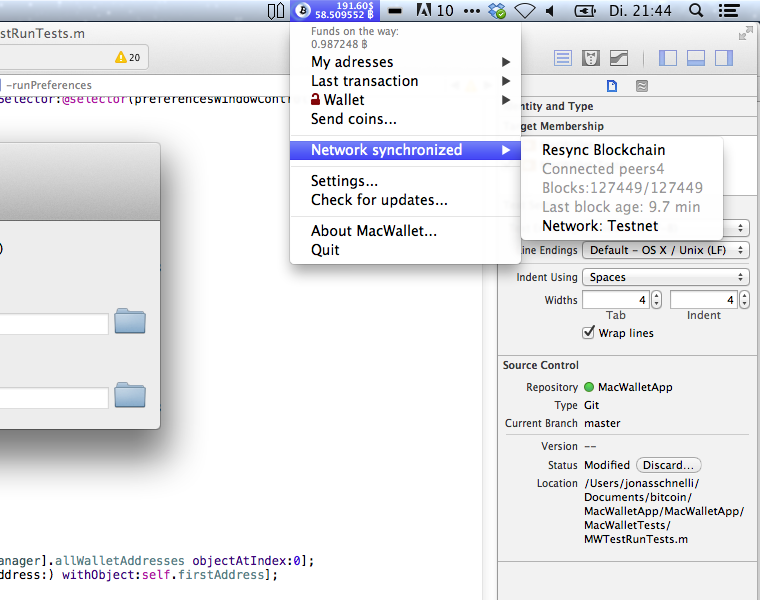 191.60$
58.509552 ฿
10
Di. 21:44
TestRunTests.m
20
-runPreferences
Selector:@selector(preferencesWindowCont
Funds on the way:
0.987248 ฿
My adresses
Last transaction
Wallet
Send coins...
Network synchronized
Settings...
Check for updates...
About MacWallet...
Quit
Resync Blockchain
Connected peers4
Blocks:127449/127449
Last block age: 9.7 min
Network: Testnet
entity and Type
Target Membership
Line Endings Default - OS X / Unix (LF)
Indent Using Spaces
Widths 4 4
Tab Indent
Wrap lines
Source Control
Repository MacWalletApp
Type Git
Current Branch master
Version --
Status Modified Discard...
Location /Users/jonasschnelli/
Documents/bitcoin/
MacWalletApp/MacWalletApp/
MacWalletTests/
MWTestRunTests.m
anager].allWalletAddresses objectAtIndex:0];
ddress:) withObject:self.firstAddress];